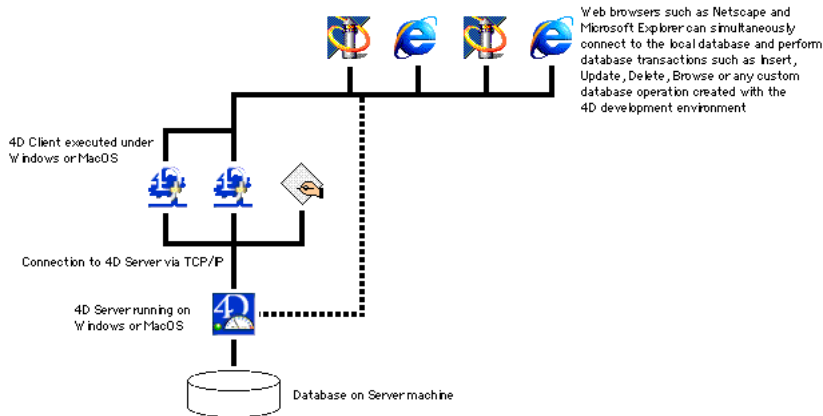 Web browsers such as Netscape and
Microsoft Explorer can simultaneously
connect to the local database and perform
database transactions such as Insert,
Update, Delete, Browse or any custom
database operation created with the
4D development environment
4D Client executed under
Windows or MacOS
Connection to 4D Server via TCP/IP
4D Server running on
Windows or MacOS
4D
Database on Server machine